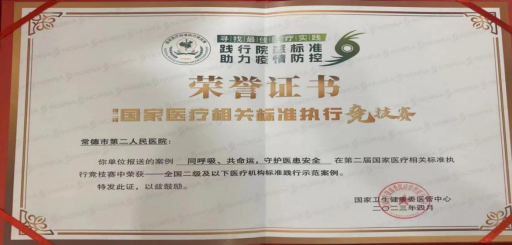 寻找最佳医疗实践
践行院感标准
助力疫情防控
荣誉证书
国家医疗相关标准执行竞技赛
常德市第二人民医院：
你单位报送的案例 同呼吸、共命运，守护医患安全 在第二届国家医疗相关标准执
行竞技赛中荣获——全国二级及以下医疗机构标准践行示范案例。
特发此证，以兹鼓励。
国家卫生健康委医管中心
二〇二三年四月